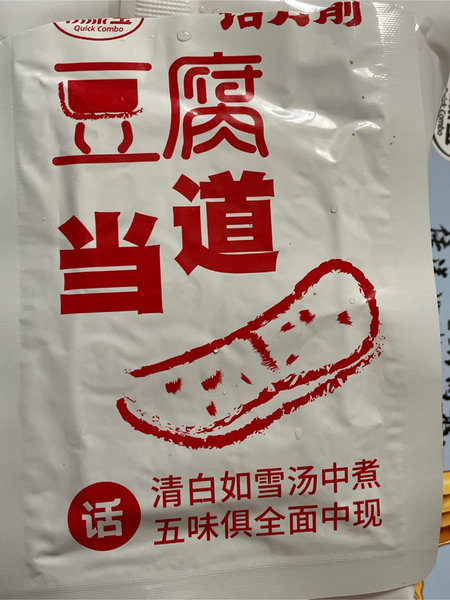 Quick Combo
豆腐
当道
话
清白如雪汤中煮
五味俱全面中现